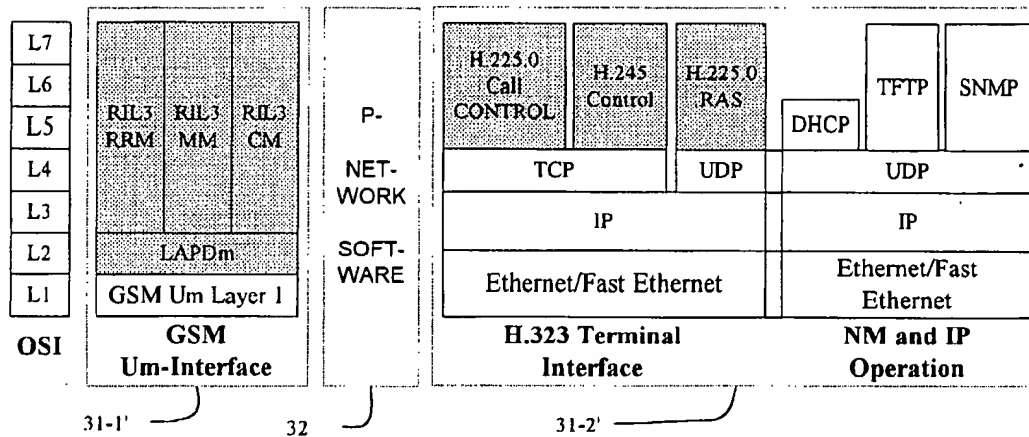 L7
L6
L5
L4
L3
L2
L1
OSI
RIL3
RRM
RIL3
MM
RIL3
CM
LAPDm
GSM Um Layer 1
GSM
Um-Interface
31-1'
P-
NET-
WORK
SOFT-
WARE
32
H.225.0
Call
CONTROL
H.245
Control
H.225.0
RAS
TCP
UDP
IP
Ethernet/Fast Ethernet
H.323 Terminal
Interface
31-2'
DHCP
TFTP
SNMP
UDP
IP
Ethernet/Fast
Ethernet
NM and IP
Operation